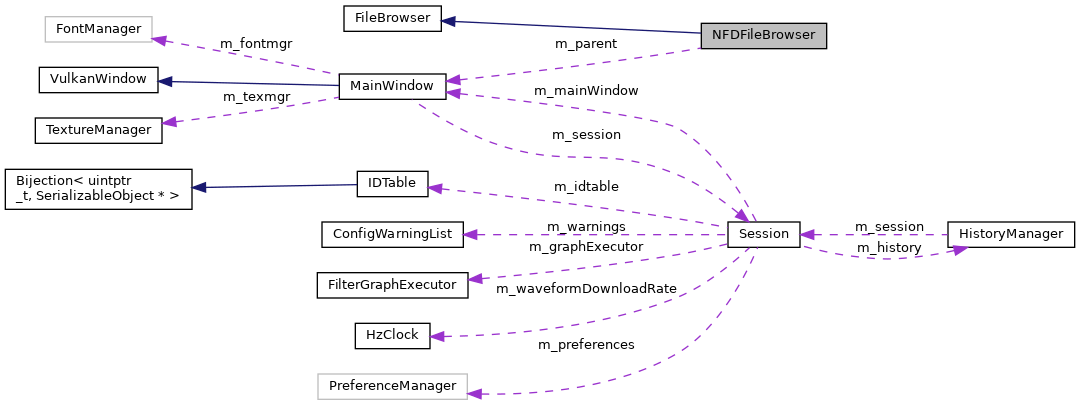 FileBrowser
NFDFileBrowser
FontManager
m_fontmgr
m_parent
VulkanWindow
MainWindow
m_mainWindow
m_texmgr
TextureManager
m_session
Bijection< uintptr
_t, SerializableObject * >
IDTable
m_idtable
ConfigWarningList
m_warnings
Session
m_session
HistoryManager
m_graphExecutor
m_history
FilterGraphExecutor
m_waveformDownloadRate
HzClock
m_preferences
PreferenceManager